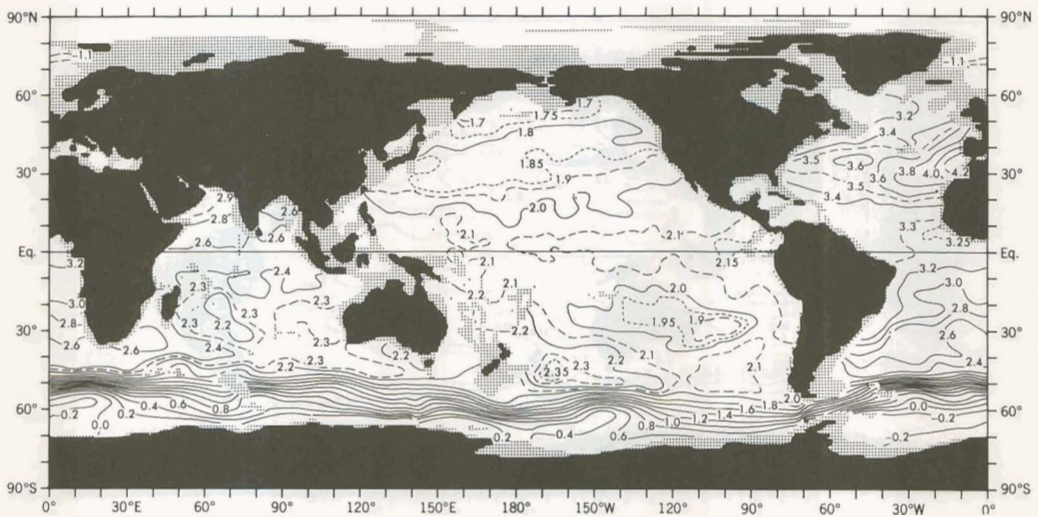 90°N 90°N
-1.1 -1.1
60°N 1.7 1.7 1.75 1.8 3.2 3.4 60°N
1.85 1.9 3.5 3.6 3.6 3.8 4.0 4.2
30°N 2.9 2.8 2.6 2.0 3.5 3.4 30°N
2.6 2.6 2.1 2.1 3.3 3.25
Eq. Eq.
3.2 2.4 2.1 2.15 3.2
3.0 2.3 2.3 2.2 2.1 2.0 3.0
2.8 2.3 2.2 2.3 2.2 1.95 1.9 2.8
30°S 30°S
2.6 2.6 2.4 2.3 2.2 2.2 2.3 2.2 2.1 2.1 2.6
2.2 2.35 2.4
60°S 0.2 0.4 0.6 0.8 0.8 1.0 1.2 1.4 1.6 1.8 2.0 0.0 -0.2 60°S
0.0 0.2 0.4 0.6 -0.2
90°S 90°S
0° 30°E 60° 90° 120° 150°E 180° 150°W 120° 90° 60° 30°W 0°